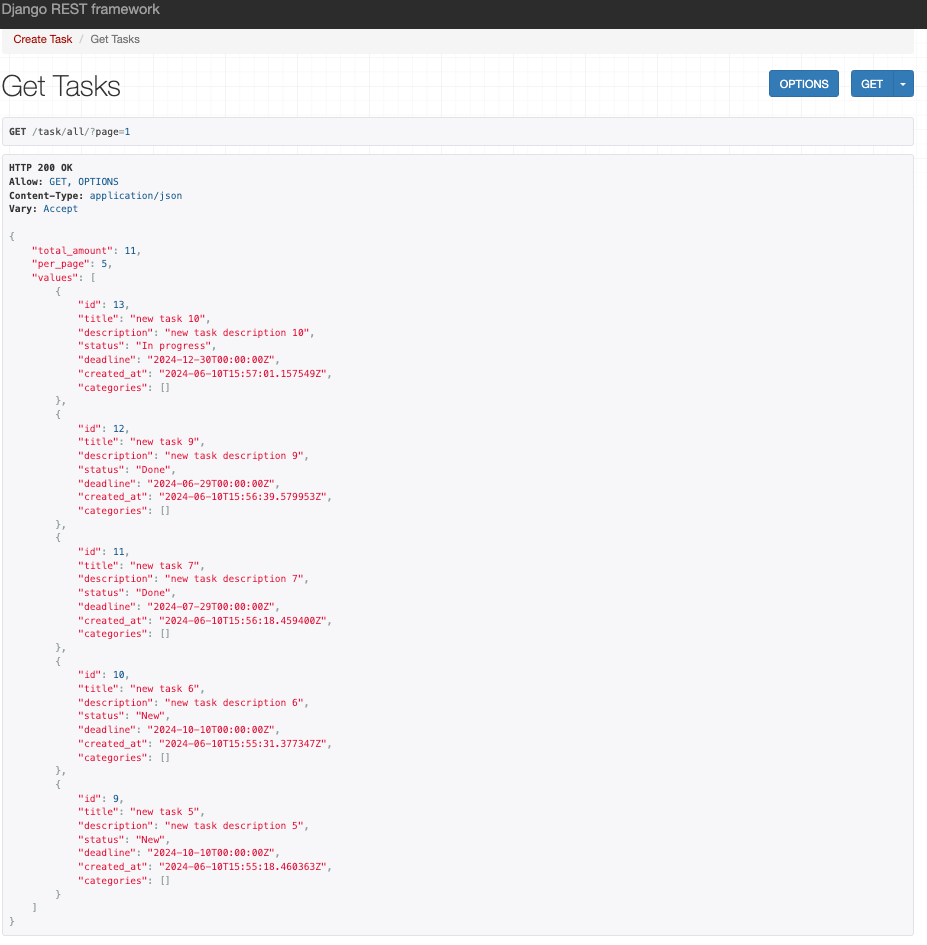 Django REST framework
Create Task / Get Tasks
Get Tasks
OPTIONS GET
GET /task/all/?page=1
HTTP 200 OK
Allow: GET, OPTIONS
Content-Type: application/json
Vary: Accept
{
    "total_amount": 11,
    "per_page": 5,
    "values": [
        {
            "id": 13,
            "title": "new task 10",
            "description": "new task description 10",
            "status": "In progress",
            "deadline": "2024-12-30T00:00:00Z",
            "created_at": "2024-06-10T15:57:01.157549Z",
            "categories": []
        },
        {
            "id": 12,
            "title": "new task 9",
            "description": "new task description 9",
            "status": "Done",
            "deadline": "2024-06-29T00:00:00Z",
            "created_at": "2024-06-10T15:56:39.579953Z",
            "categories": []
        },
        {
            "id": 11,
            "title": "new task 7",
            "description": "new task description 7",
            "status": "Done",
            "deadline": "2024-07-29T00:00:00Z",
            "created_at": "2024-06-10T15:56:18.459400Z",
            "categories": []
        },
        {
            "id": 10,
            "title": "new task 6",
            "description": "new task description 6",
            "status": "New",
            "deadline": "2024-10-10T00:00:00Z",
            "created_at": "2024-06-10T15:55:31.377347Z",
            "categories": []
        },
        {
            "id": 9,
            "title": "new task 5",
            "description": "new task description 5",
            "status": "New",
            "deadline": "2024-10-10T00:00:00Z",
            "created_at": "2024-06-10T15:55:18.460363Z",
            "categories": []
        }
    ]
}